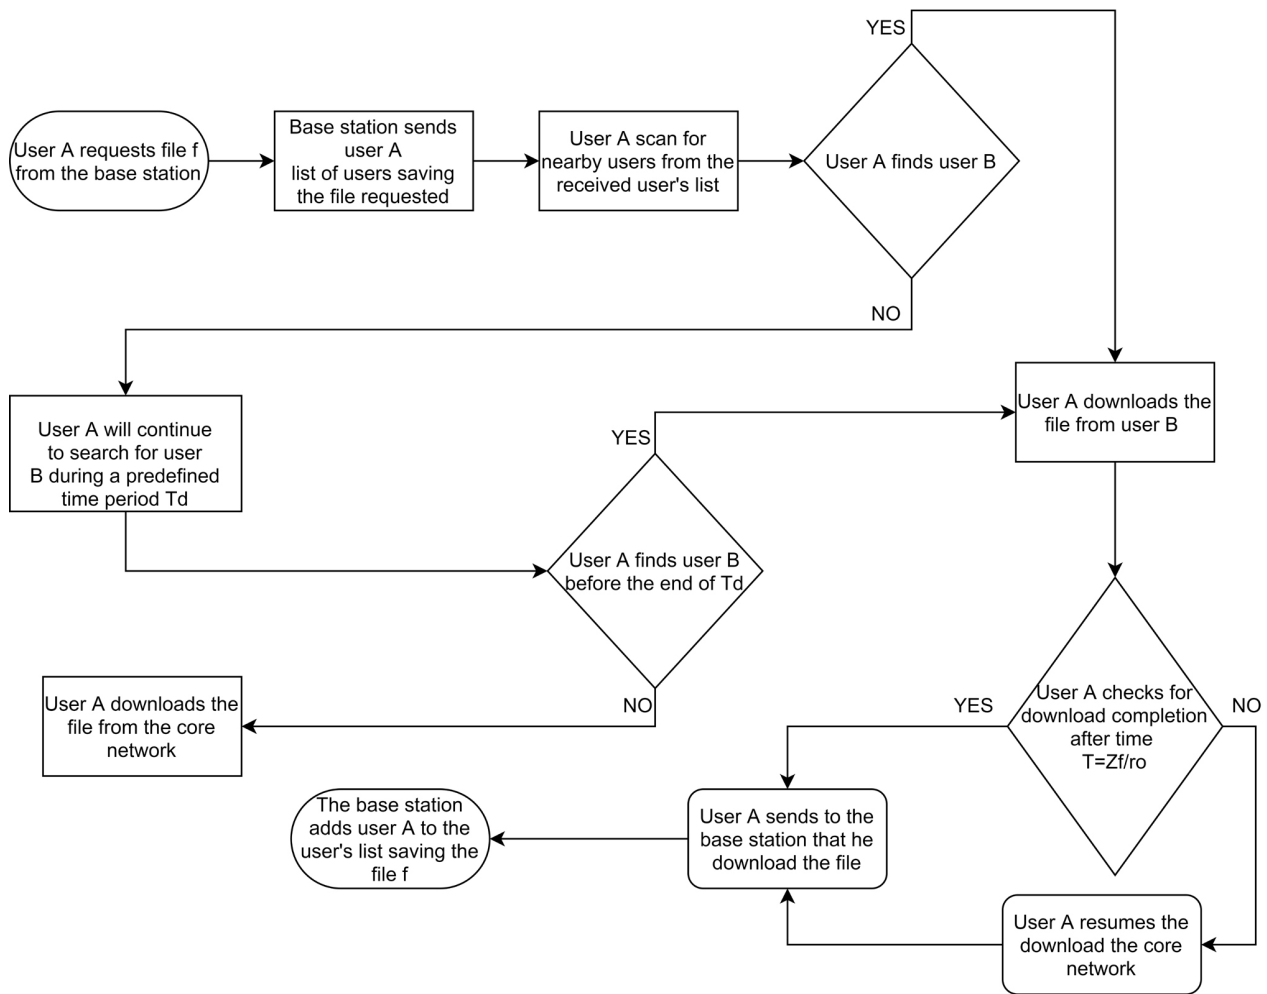 User A requests file f
from the base station
Base station sends
user A
list of users saving
the file requested
User A scan for
nearby users from the
received user's list
User A finds user B
YES
NO
User A will continue
to search for user
B during a predefined
time period Td
User A finds user B
before the end of Td
YES
NO
User A downloads the
file from user B
User A downloads the
file from the core
network
User A checks for
download completion
after time
T=Zf/ro
YES
NO
User A sends to the
base station that he
download the file
The base station
adds user A to the
user's list saving the
file f
User A resumes the
download the core
network